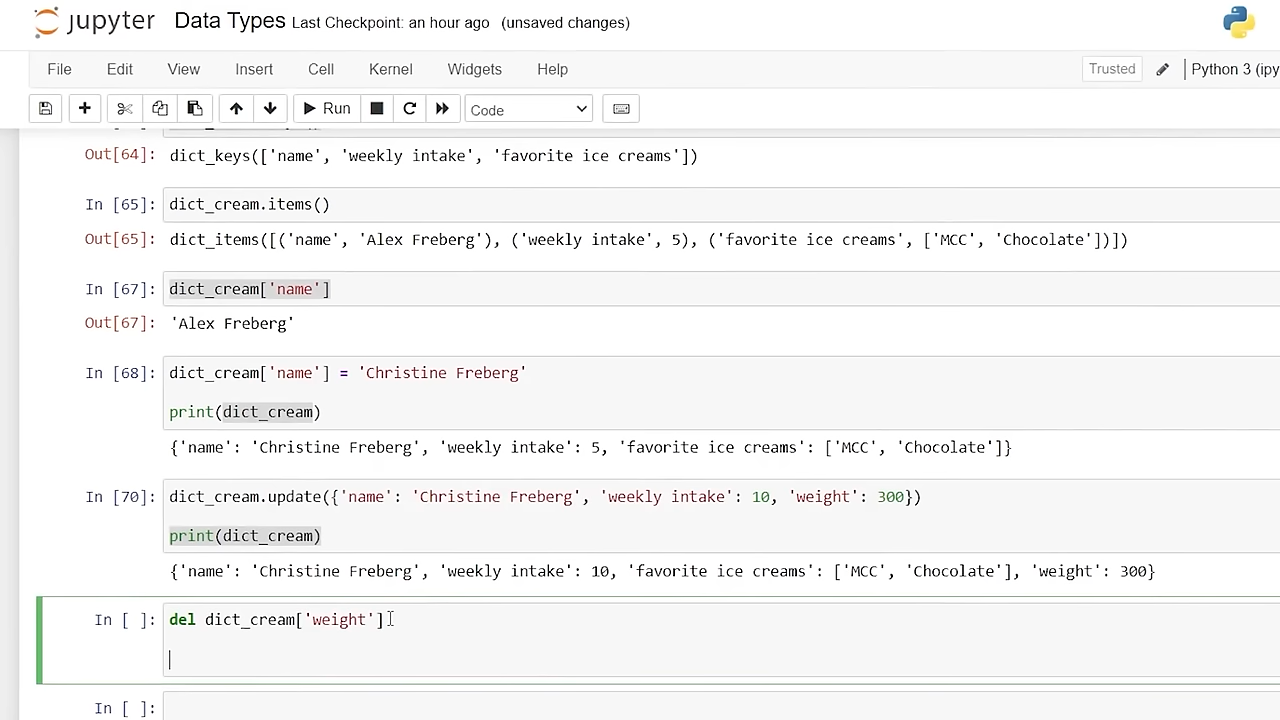 jupyter Data Types Last Checkpoint: an hour ago (unsaved changes)
File Edit View Insert Cell Kernel Widgets Help Trusted Python 3 (ipy
Run Code
Out[64]: dict_keys(['name', 'weekly intake', 'favorite ice creams'])
In [65]: dict_cream.items()
Out[65]: dict_items([('name', 'Alex Freberg'), ('weekly intake', 5), ('favorite ice creams', ['MCC', 'Chocolate'])])
In [67]: dict_cream['name']
Out[67]: 'Alex Freberg'
In [68]: dict_cream['name'] = 'Christine Freberg'
print(dict_cream)
{'name': 'Christine Freberg', 'weekly intake': 5, 'favorite ice creams': ['MCC', 'Chocolate']}
In [70]: dict_cream.update({'name': 'Christine Freberg', 'weekly intake': 10, 'weight': 300})
print(dict_cream)
{'name': 'Christine Freberg', 'weekly intake': 10, 'favorite ice creams': ['MCC', 'Chocolate'], 'weight': 300}
In [ ]: del dict_cream['weight']
In [ ]: